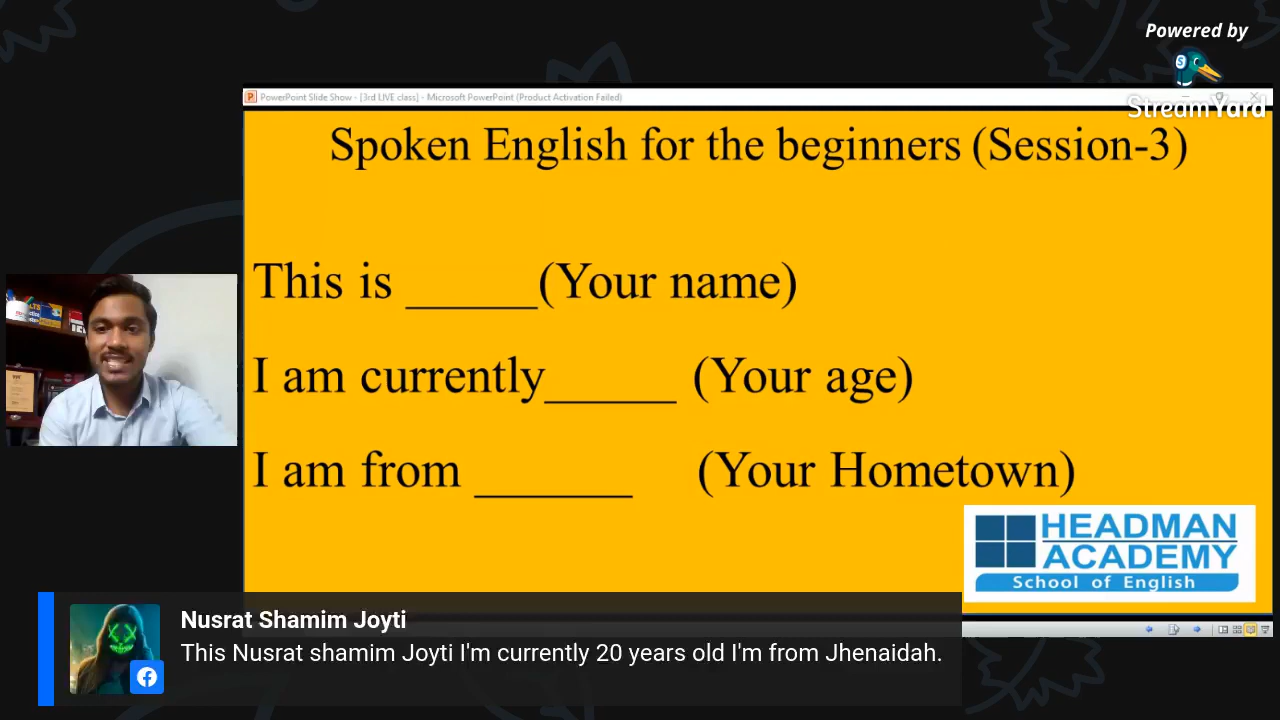 Powered by
StreamYard
PowerPoint Slide Show - [3rd LIVE class] - Microsoft PowerPoint (Product Activation Failed)
Spoken English for the beginners (Session-3)
This is _____(Your name)
I am currently_____ (Your age)
I am from ______ (Your Hometown)
HEADMAN
ACADEMY
School of English
Nusrat Shamim Joyti
This Nusrat shamim Joyti I'm currently 20 years old I'm from Jhenaidah.